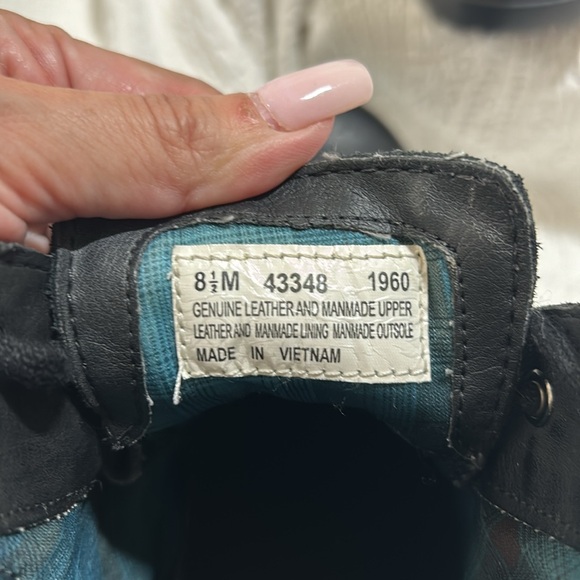 8½M 43348 1960
GENUINE LEATHER AND MANMADE UPPER
LEATHER AND MANMADE LINING MANMADE OUTSOLE
MADE IN VIETNAM